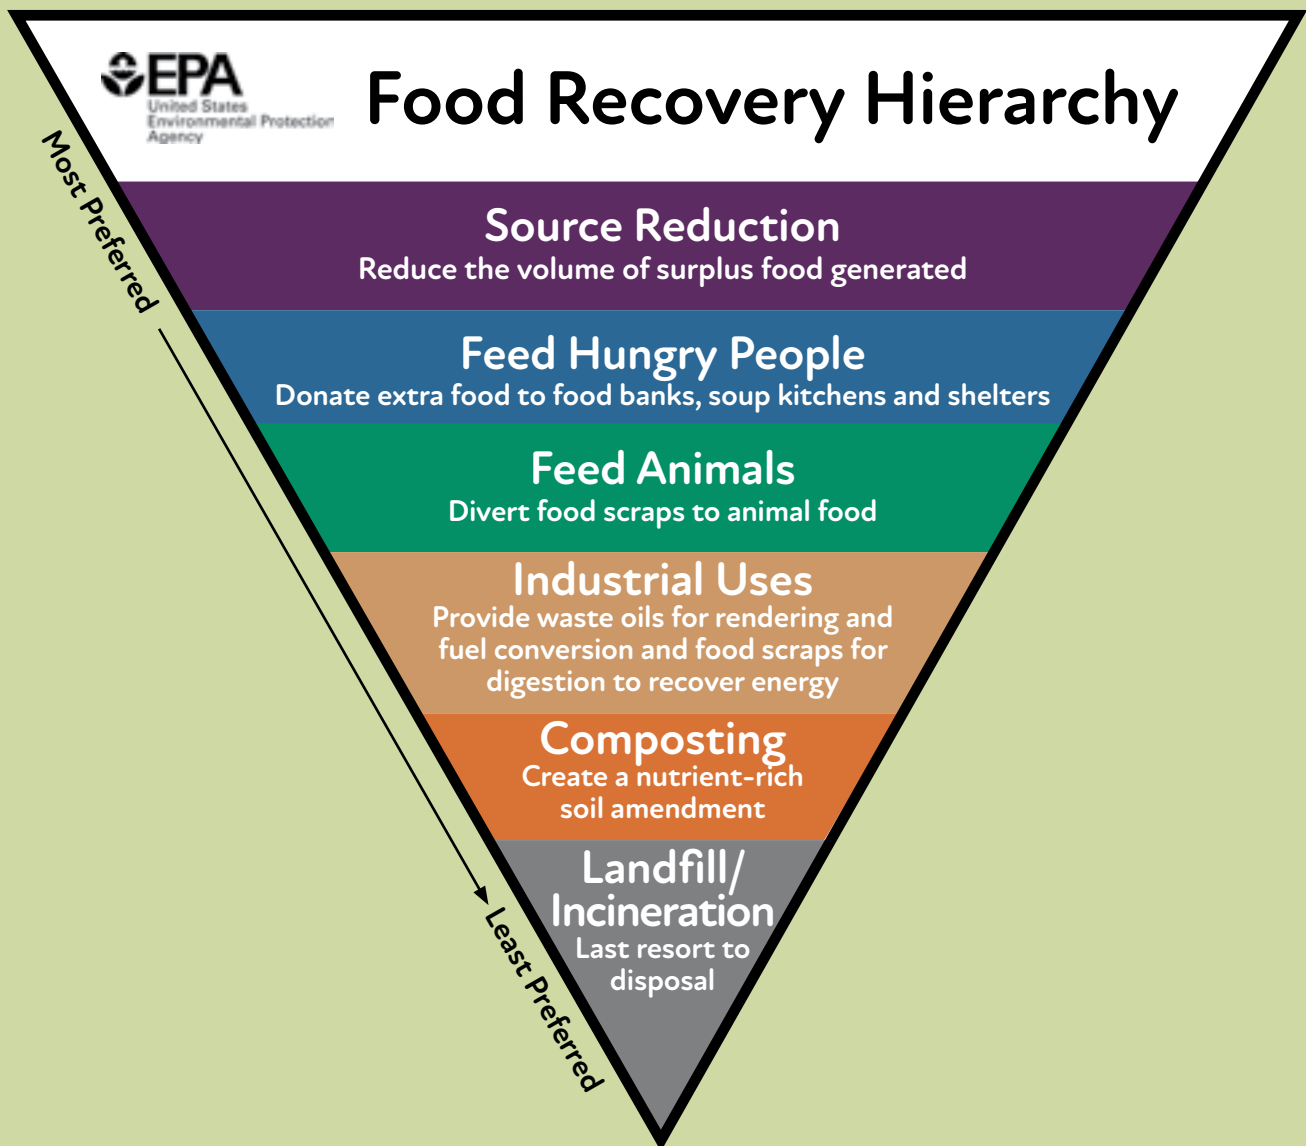 EPA
United States
Environmental Protection
Agency
Food Recovery Hierarchy
Most Preferred
Source Reduction
Reduce the volume of surplus food generated
Feed Hungry People
Donate extra food to food banks, soup kitchens and shelters
Feed Animals
Divert food scraps to animal food
Industrial Uses
Provide waste oils for rendering and
fuel conversion and food scraps for
digestion to recover energy
Composting
Create a nutrient-rich
soil amendment
Landfill/
Incineration
Last resort to
disposal
Least Preferred